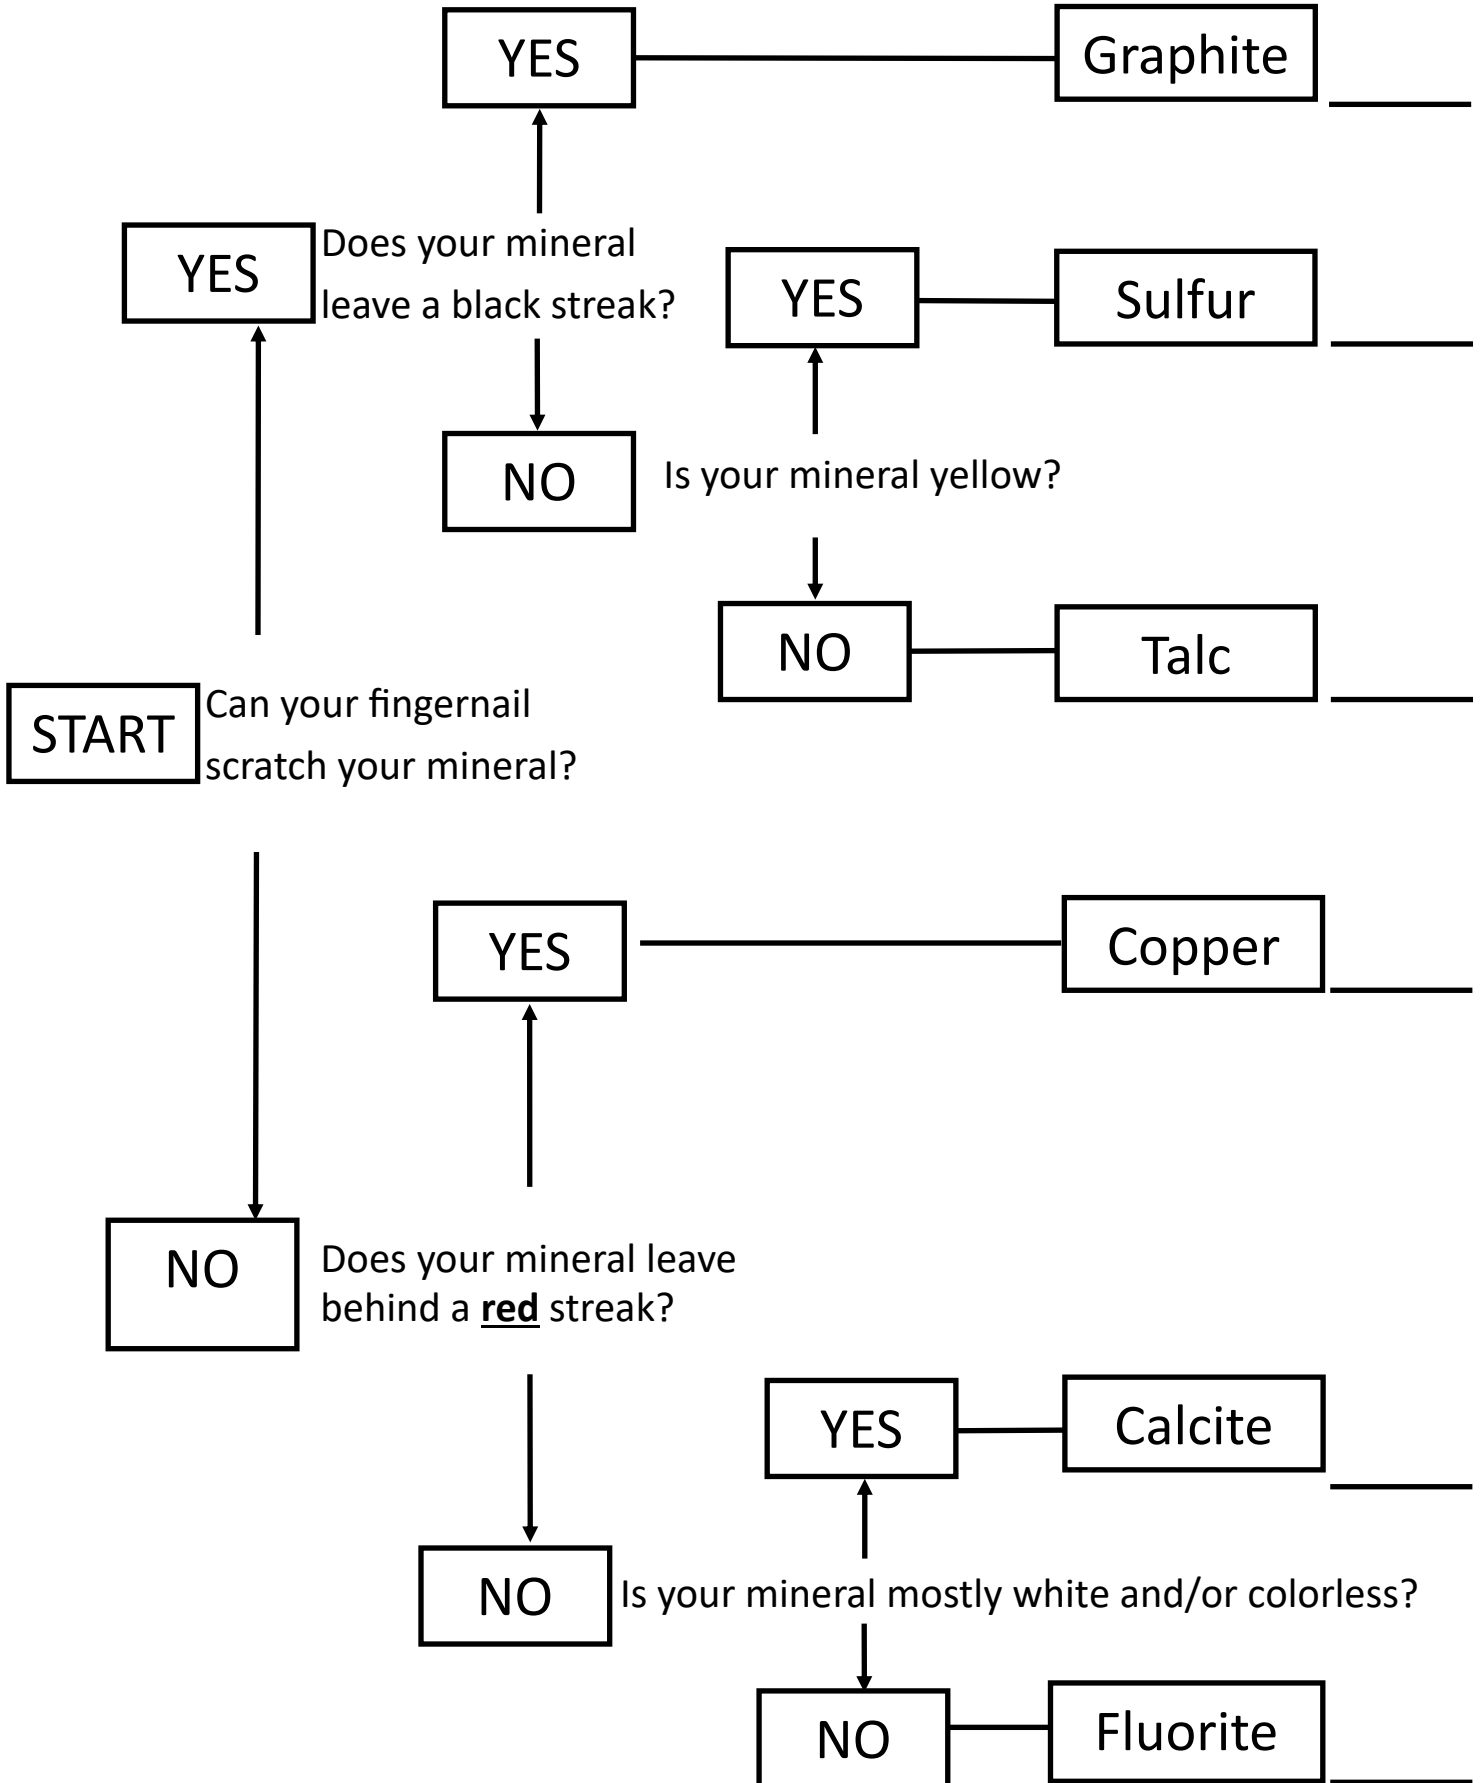 YES
Graphite
YES
Does your mineral
leave a black streak?
YES
Sulfur
NO
Is your mineral yellow?
NO
Talc
START
Can your fingernail
scratch your mineral?
YES
Copper
NO
Does your mineral leave
behind a red streak?
YES
Calcite
NO
Is your mineral mostly white and/or colorless?
NO
Fluorite